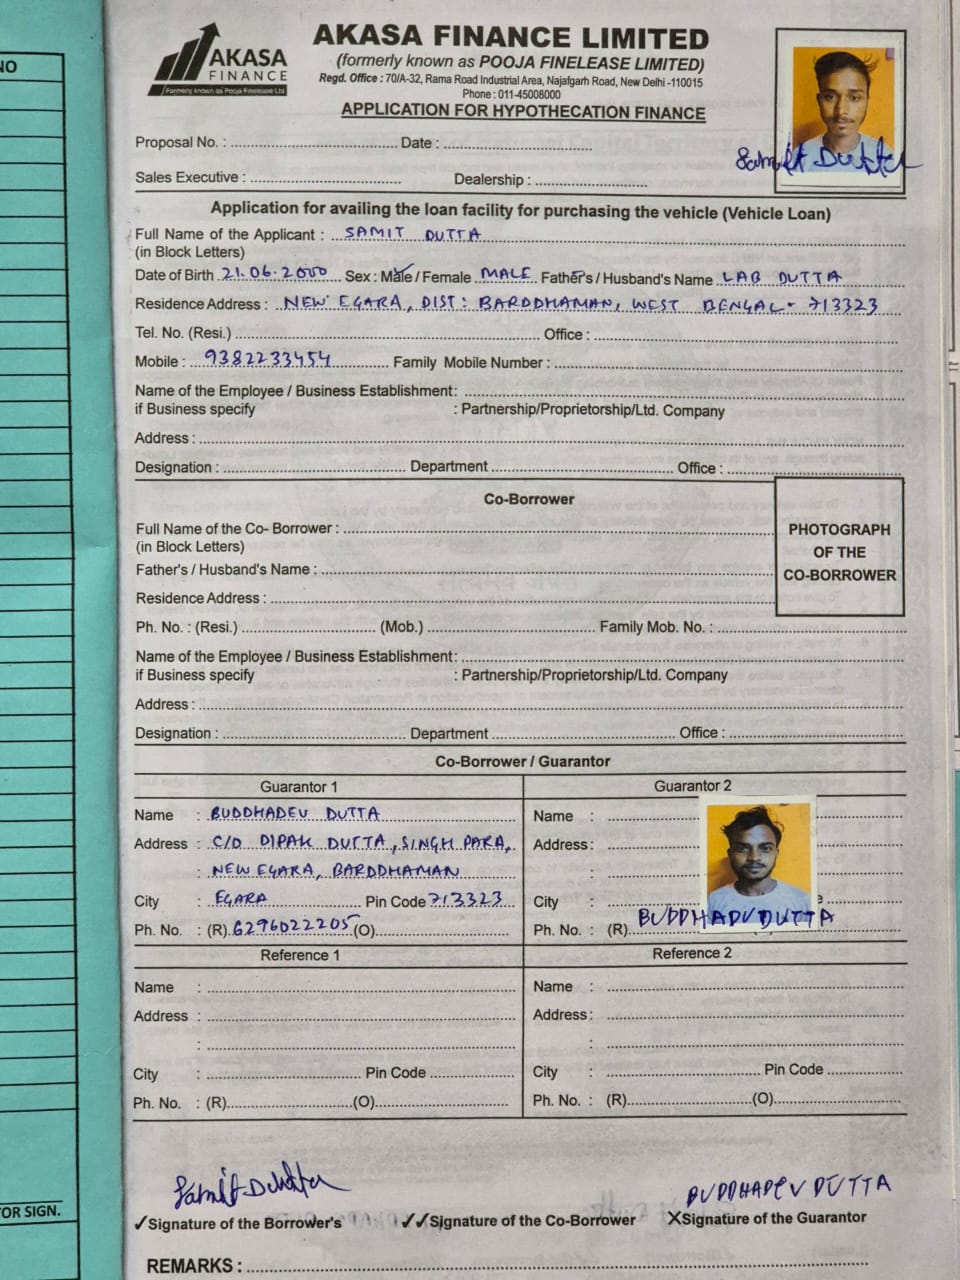 NO
AKASA
FINANCE
Formerly known as Pooja Finelease Ltd
AKASA FINANCE LIMITED
(formerly known as POOJA FINELEASE LIMITED)
Regd. Office : 70/A-32, Rama Road Industrial Area, Najafgarh Road, New Delhi -110015
Phone : 011-45008000
APPLICATION FOR HYPOTHECATION FINANCE
Samit Dutta
Proposal No. : Date :
Sales Executive : Dealership :
Application for availing the loan facility for purchasing the vehicle (Vehicle Loan)
Full Name of the Applicant : SAMIT DUTTA
(in Block Letters)
Date of Birth 21.06.2000 Sex : Male / Female MALE Father's / Husband's Name LAB DUTTA
Residence Address : NEW EGARA, DIST: BARDDHAMAN, WEST BENGAL - 713323
Tel. No. (Resi.) Office :
Mobile : 9382233454 Family Mobile Number :
Name of the Employee / Business Establishment:
if Business specify : Partnership/Proprietorship/Ltd. Company
Address :
Designation : Department Office :
Co-Borrower
Full Name of the Co- Borrower :
(in Block Letters)
Father's / Husband's Name :
Residence Address :
PHOTOGRAPH
OF THE
CO-BORROWER
Ph. No. : (Resi.) (Mob.) Family Mob. No. :
Name of the Employee / Business Establishment:
if Business specify : Partnership/Proprietorship/Ltd. Company
Address :
Designation : Department Office :
Co-Borrower / Guarantor
Guarantor 1 Guarantor 2
Name : BUDDHADEV DUTTA Name :
Address : C/O DIPAK DUTTA, SINGH PARA, Address:
: NEW EGARA, BARDDHAMAN :
City : EGARA Pin Code 713323 City :
Ph. No. : (R) 6296022205 (O) Ph. No. : (R)
BUDDHADV DUTTA
Reference 1 Reference 2
Name : Name :
Address : Address :
: :
City : Pin Code City : Pin Code
Ph. No. : (R) (O) Ph. No. : (R) (O)
Samit Dutta BUDDHADEV DUTTA
✓Signature of the Borrower's ✓✓Signature of the Co-Borrower XSignature of the Guarantor
OR SIGN.
REMARKS :